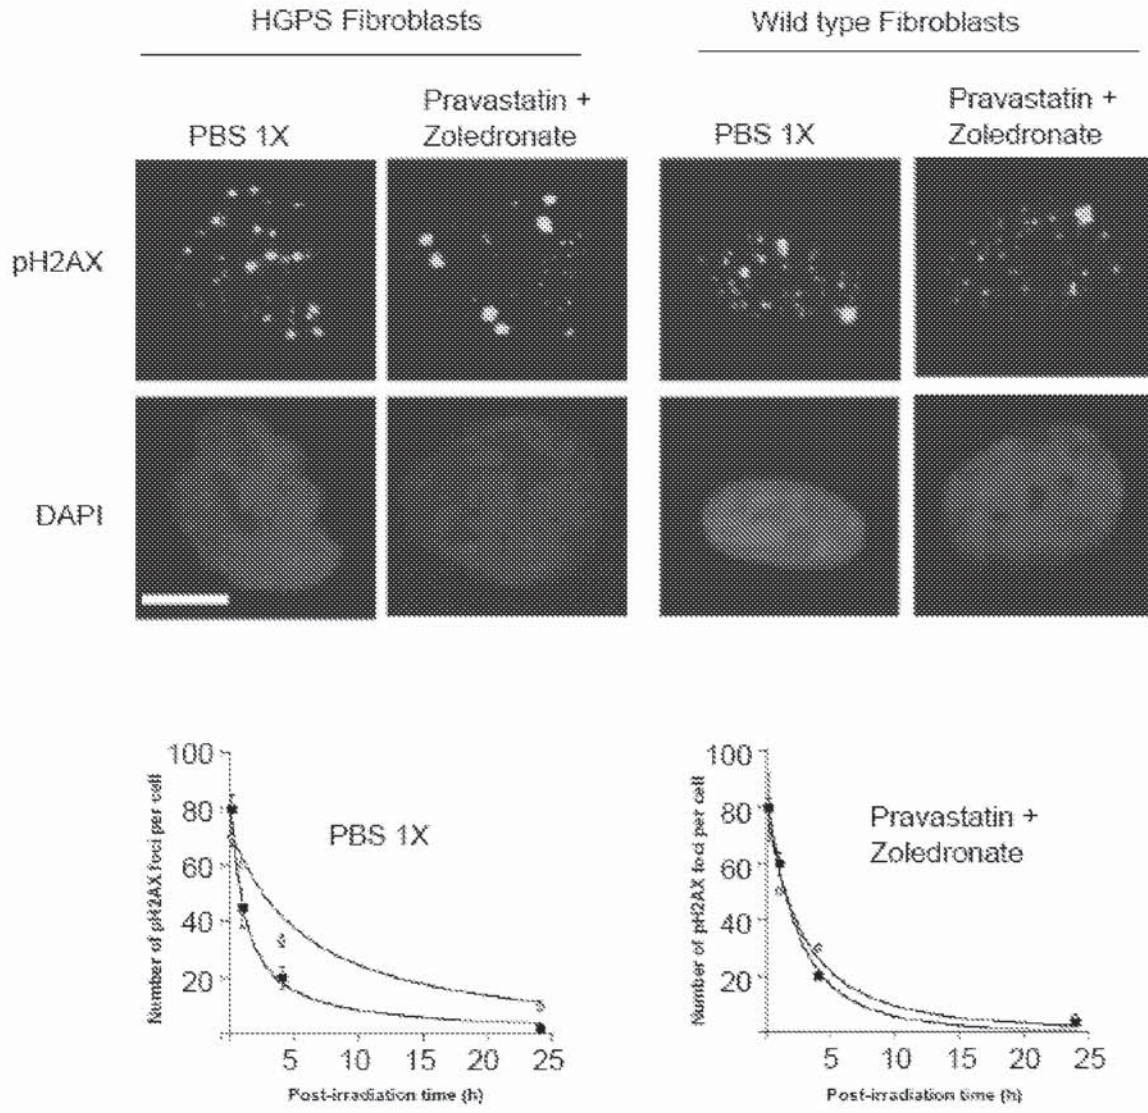 HGPS Fibroblasts
Wild type Fibroblasts
PBS 1X
Pravastatin +
Zoledronate
PBS 1X
Pravastatin +
Zoledronate
pH2AX
DAPI
Number of pH2AX foci per cell
100
80
60
40
20
PBS 1X
5
10
15
20
25
Post-irradiation time (h)
Number of pH2AX foci per cell
100
80
60
40
20
Pravastatin +
Zoledronate
5
10
15
20
25
Post-irradiation time (h)